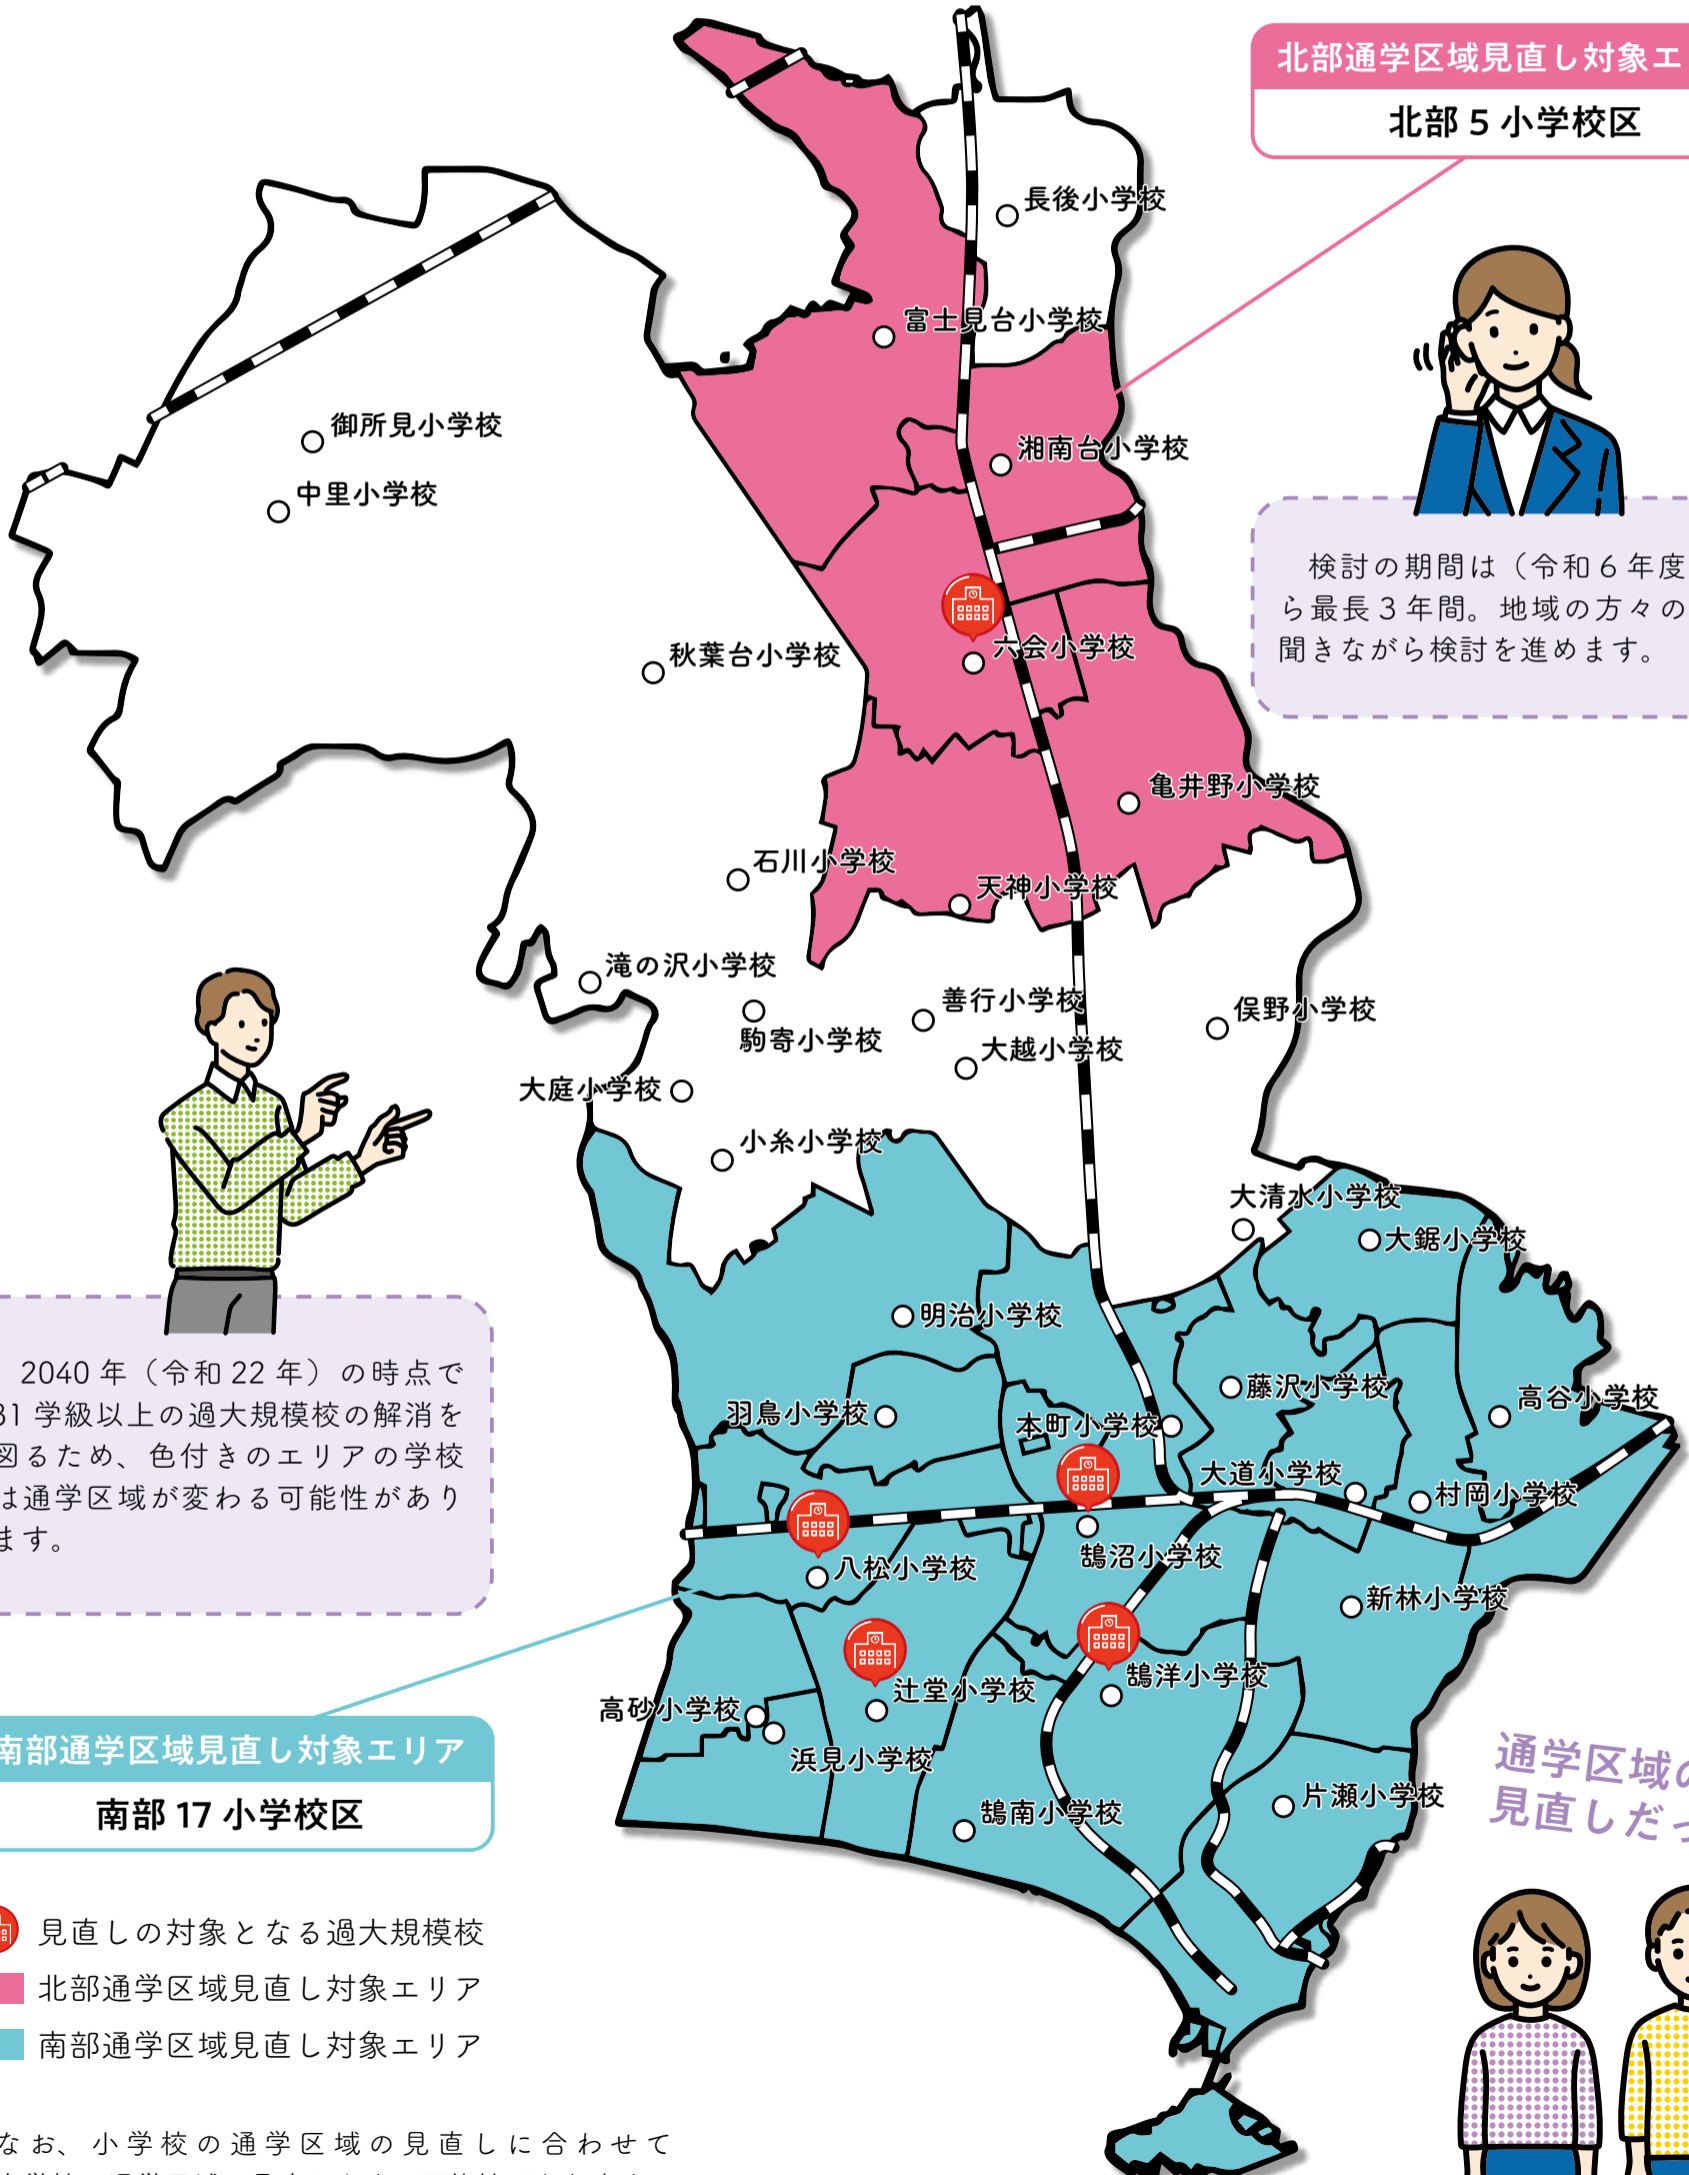 北部通学区域見直し対象エ
北部 5 小学校区
長後小学校
富士見台小学校
湘南台小学校
御所見小学校
中里小学校
検討の期間は（令和 6 年度
ら最長 3 年間。地域の方々の
聞きながら検討を進めます。
六会小学校
秋葉台小学校
亀井野小学校
石川小学校
天神小学校
滝の沢小学校
善行小学校
俣野小学校
駒寄小学校
大越小学校
大庭小学校
小糸小学校
大清水小学校
大鋸小学校
明治小学校
藤沢小学校
高谷小学校
羽鳥小学校
本町小学校
大道小学校
村岡小学校
2040 年（令和 22 年）の時点で
31 学級以上の過大規模校の解消を
図るため、色付きのエリアの学校
は通学区域が変わる可能性があり
ます。
鵠沼小学校
八松小学校
新林小学校
鵠洋小学校
辻堂小学校
高砂小学校
浜見小学校
片瀬小学校
鵠南小学校
南部通学区域見直し対象エリア
南部 17 小学校区
通学区域の
見直しだっ
見直しの対象となる過大規模校
北部通学区域見直し対象エリア
南部通学区域見直し対象エリア
なお、小学校の通学区域の見直しに合わせて